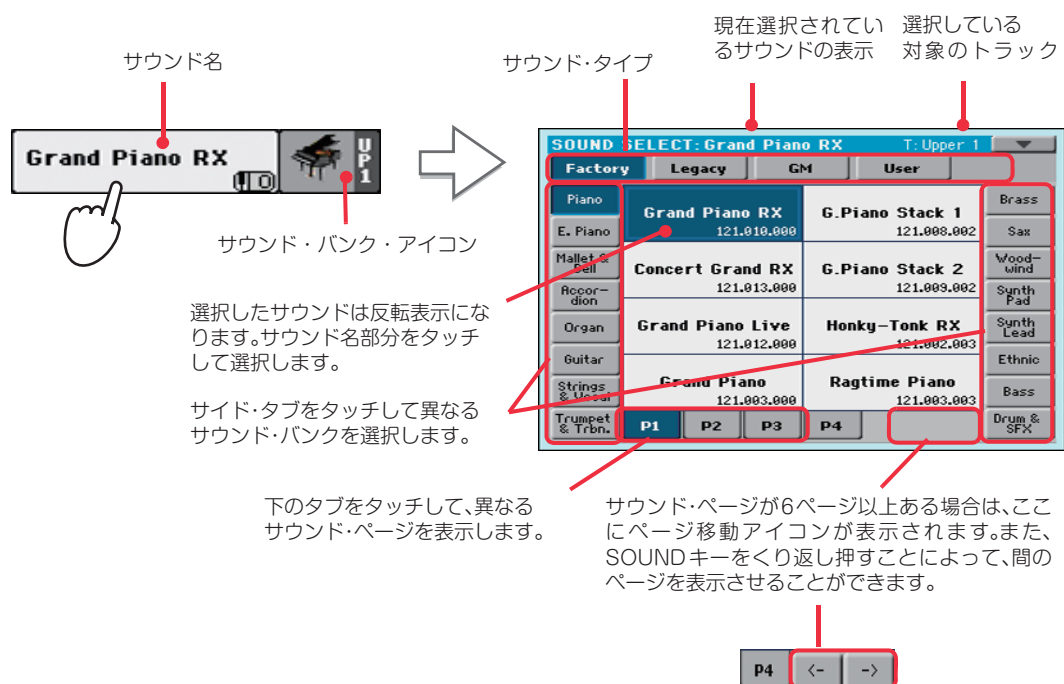 現在選択されてい
るサウンドの表示
選択している
対象のトラック
サウンド名
サウンド・タイプ
Grand Piano RX
UP1
サウンド・バンク・アイコン
選択したサウンドは反転表示にな
ります。サウンド名部分をタッチ
して選択します。
サイド・タブをタッチして異なる
サウンド・バンクを選択します。
SOUND SELECT: Grand Piano RX T: Upper 1
Factory Legacy GM User
Piano
E. Piano
Mallet &
Bell
Accor-
dion
Organ
Guitar
Strings
& Vocal
Trumpet
& Trbn.
Grand Piano RX
121.010.000
G.Piano Stack 1
121.008.002
Concert Grand RX
121.013.000
G.Piano Stack 2
121.009.002
Grand Piano Live
121.012.000
Honky-Tonk RX
121.002.003
Grand Piano
121.003.000
Ragtime Piano
121.003.003
Brass
Sax
Wood-
wind
Synth
Pad
Synth
Lead
Ethnic
Bass
Drum &
SFX
P1 P2 P3 P4
下のタブをタッチして、異なる
サウンド・ページを表示します。
サウンド・ページが6ページ以上ある場合は、ここ
にページ移動アイコンが表示されます。また、
SOUNDキーをくり返し押すことによって、間の
ページを表示させることができます。
P4 <- ->